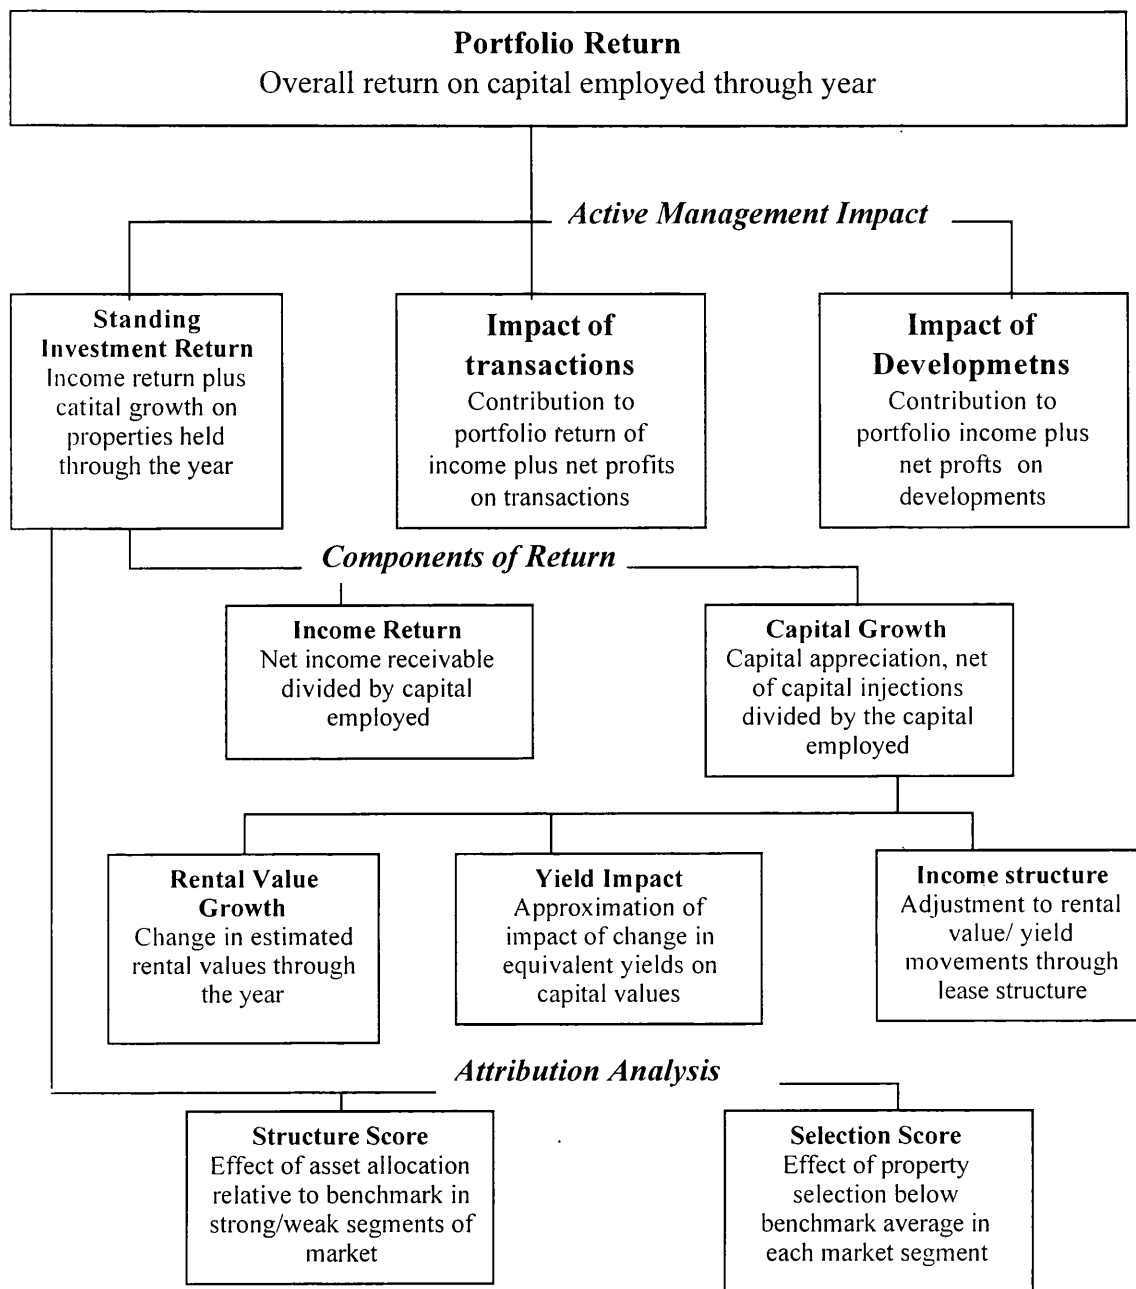 Portfolio Return
Overall return on capital employed through year
Active Management Impact
Standing
Investment Return
Income return plus
catital growth on
properties held
through the year
Impact of
transactions
Contribution to
portfolio return of
income plus net profits
on transactions
Impact of
Developmetns
Contribution to
portfolio income plus
net profts on
developments
Components of Return
Income Return
Net income receivable
divided by capital
employed
Capital Growth
Capital appreciation, net
of capital injections
divided by the capital
employed
Rental Value
Growth
Change in estimated
rental values through
the year
Yield Impact
Approximation of
impact of change in
equivalent yields on
capital values
Income structure
Adjustment to rental
value/ yield
movements through
lease structure
Attribution Analysis
Structure Score
Effect of asset allocation
relative to benchmark in
strong/weak segments of
market
Selection Score
Effect of property
selection below
benchmark average in
each market segment